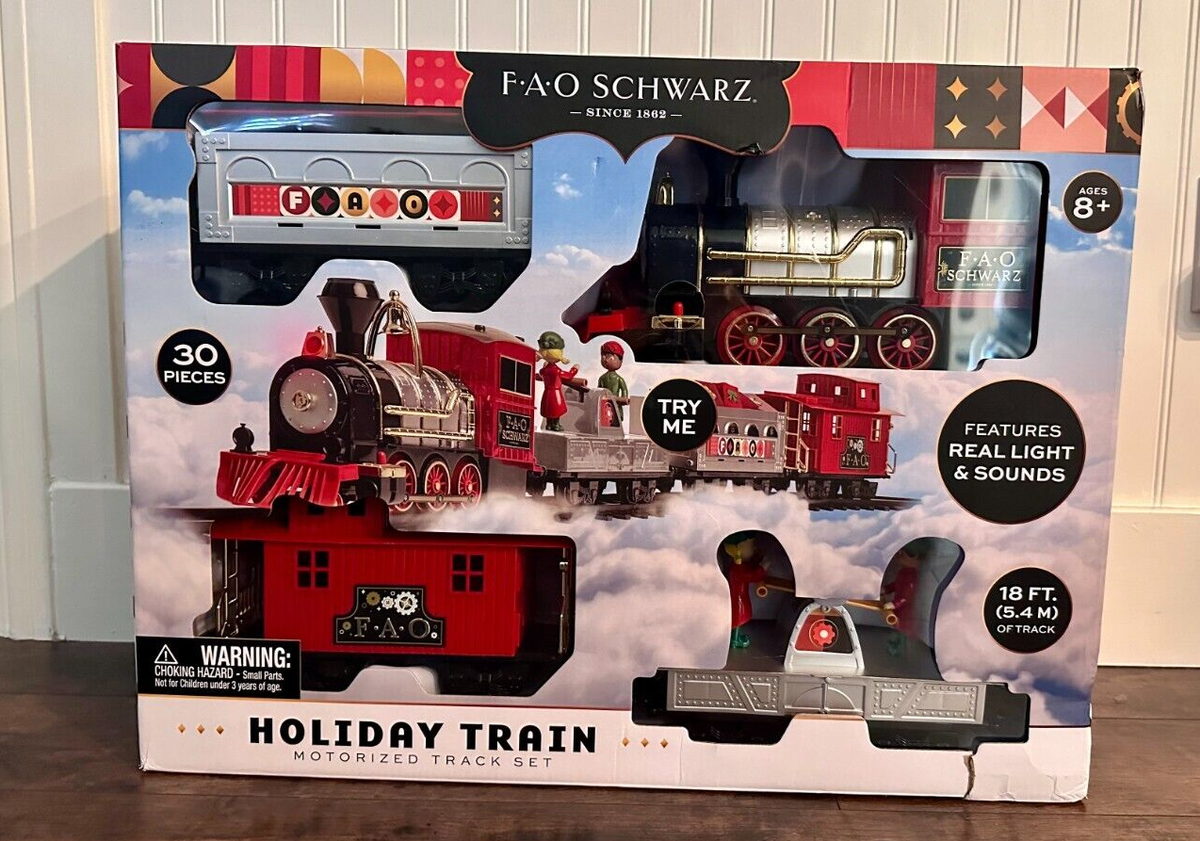 F·A·O SCHWARZ
— SINCE 1862 —
F A O
AGES
8+
F·A·O
SCHWARZ
30
PIECES
F·A·O
SCHWARZ
TRY
ME
F A O
F·A·O
FEATURES
REAL LIGHT
& SOUNDS
F·A·O
18 FT.
(5.4 M)
OF TRACK
WARNING:
CHOKING HAZARD - Small Parts.
Not for Children under 3 years of age.
HOLIDAY TRAIN
MOTORIZED TRACK SET